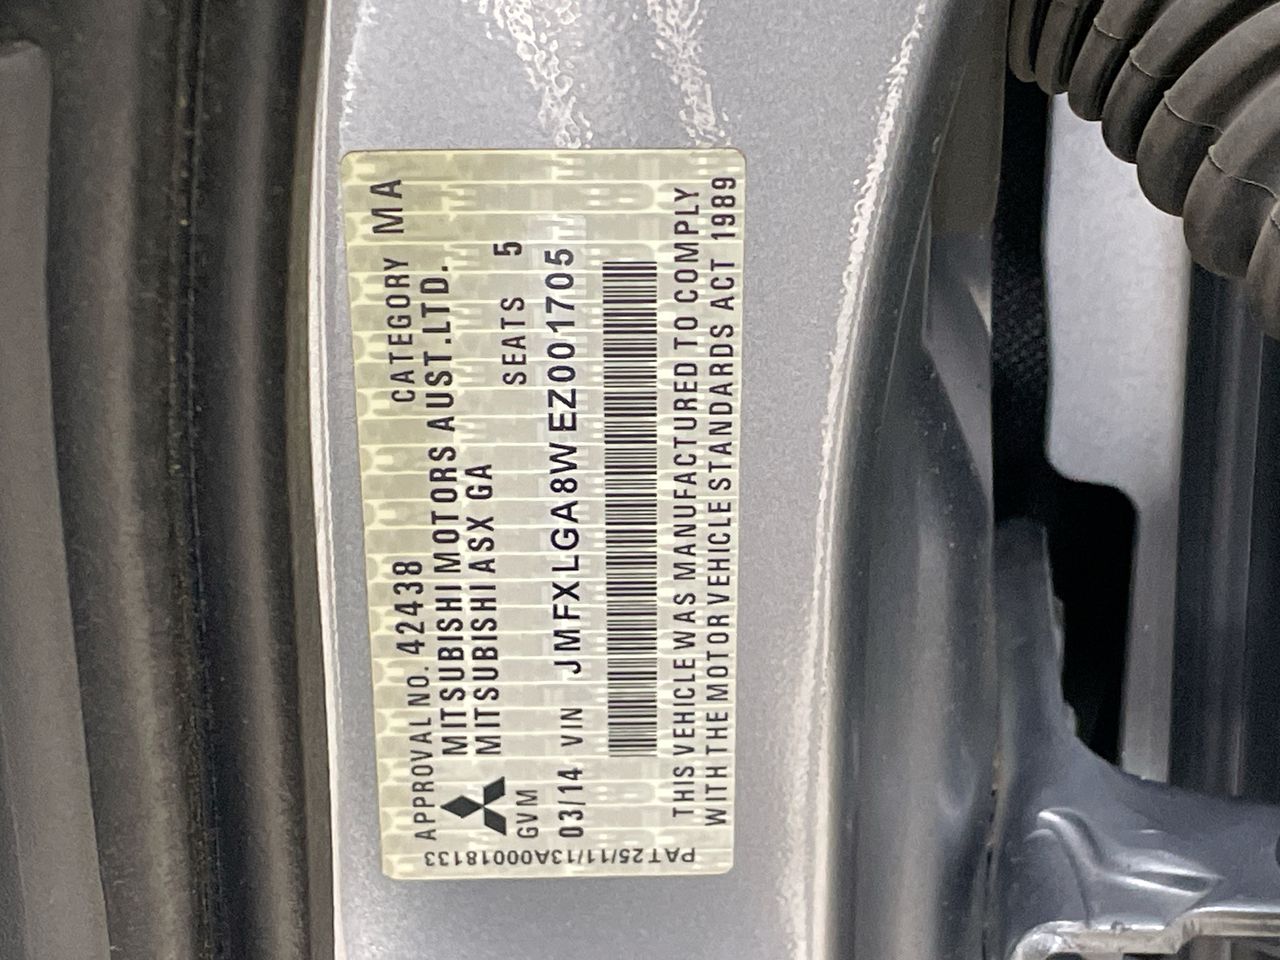 APPROVAL NO. 42438 CATEGORY MA
MITSUBISHI MOTORS AUST. LTD.
MITSUBISHI ASX GA
GVM SEATS 5
03/14 VIN JMFXLGA8WEZ001705
THIS VEHICLE WAS MANUFACTURED TO COMPLY
WITH THE MOTOR VEHICLE STANDARDS ACT 1989
PAT25/11/13A00018133